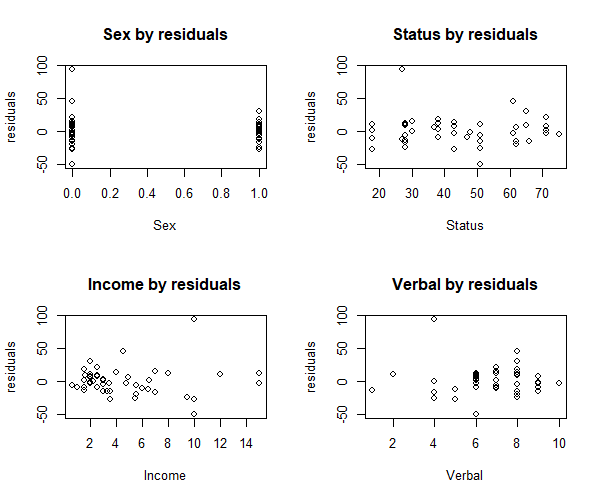 Sex by residuals
Status by residuals
residuals
-50 0 50 100
0.0 0.2 0.4 0.6 0.8 1.0
Sex
residuals
-50 0 50 100
20 30 40 50 60 70
Status
Income by residuals
Verbal by residuals
residuals
-50 0 50 100
2 4 6 8 10 12 14
Income
residuals
-50 0 50 100
2 4 6 8 10
Verbal